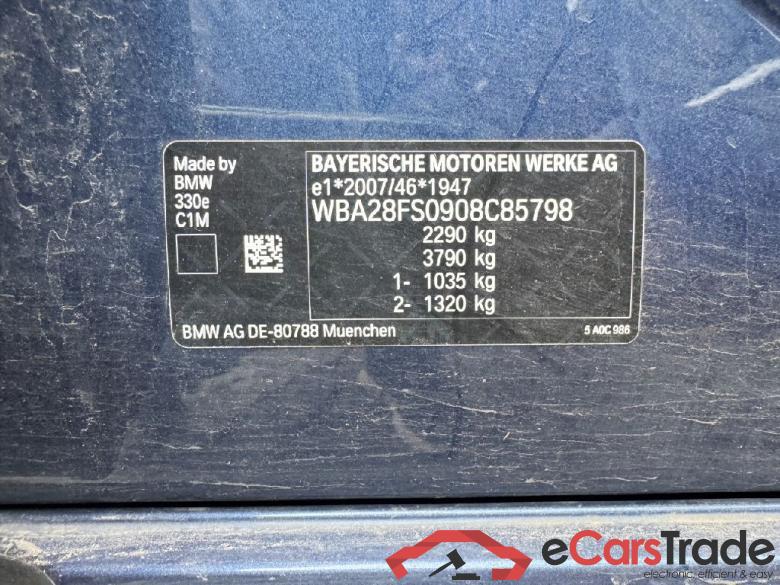 Made by
BMW
330e
C1M
BAYERISCHE MOTOREN WERKE AG
e1*2007/46*1947
WBA28FS0908C85798
2290 kg
3790 kg
1- 1035 kg
2- 1320 kg
BMW AG DE-80788 Muenchen
5 A0C 986
eCarsTrade
electronic, efficient & easy